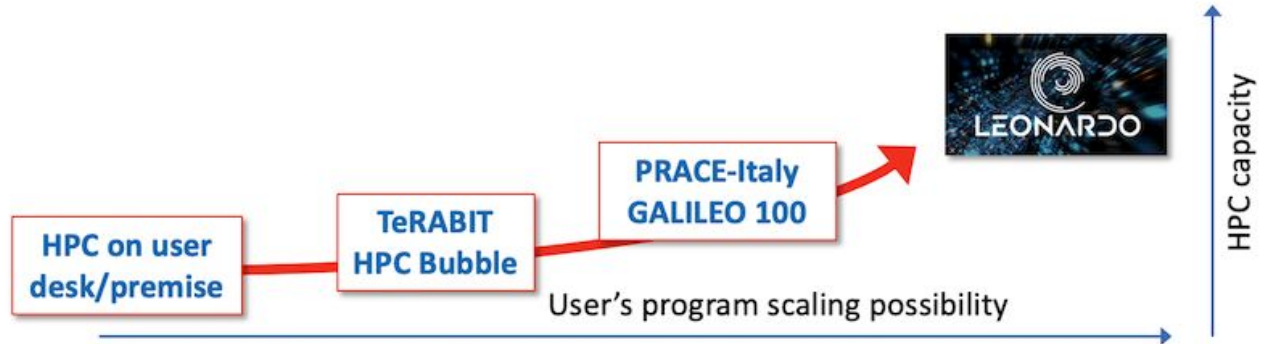 HPC on user
desk/premise
TeRABIT
HPC Bubble
PRACE-Italy
GALILEO 100
LEONARDO
User’s program scaling possibility
HPC capacity